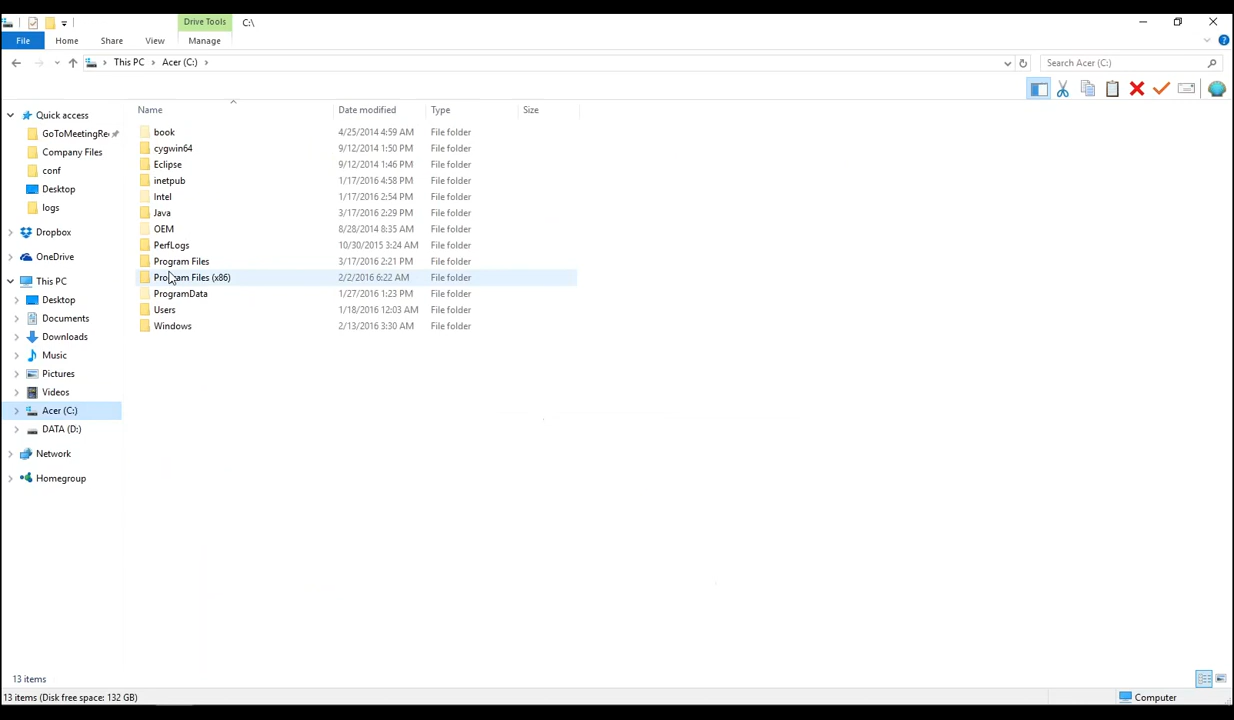 Drive Tools C:\
File Home Share View Manage
This PC Acer (C:) Search Acer (C:)
Name Date modified Type Size
Quick access
GoToMeetingRe
Company Files
conf
Desktop
logs
Dropbox
OneDrive
This PC
Desktop
Documents
Downloads
Music
Pictures
Videos
Acer (C:)
DATA (D:)
Network
Homegroup
book 4/25/2014 4:59 AM File folder
cygwin64 9/12/2014 1:50 PM File folder
Eclipse 9/12/2014 1:46 PM File folder
inetpub 1/17/2016 4:58 PM File folder
Intel 1/17/2016 2:54 PM File folder
Java 3/17/2016 2:29 PM File folder
OEM 8/28/2014 8:35 AM File folder
PerfLogs 10/30/2015 3:24 AM File folder
Program Files 3/17/2016 2:21 PM File folder
Program Files (x86) 2/2/2016 6:22 AM File folder
ProgramData 1/27/2016 1:23 PM File folder
Users 1/18/2016 12:03 AM File folder
Windows 2/13/2016 3:30 AM File folder
13 items
13 items (Disk free space: 132 GB) Computer